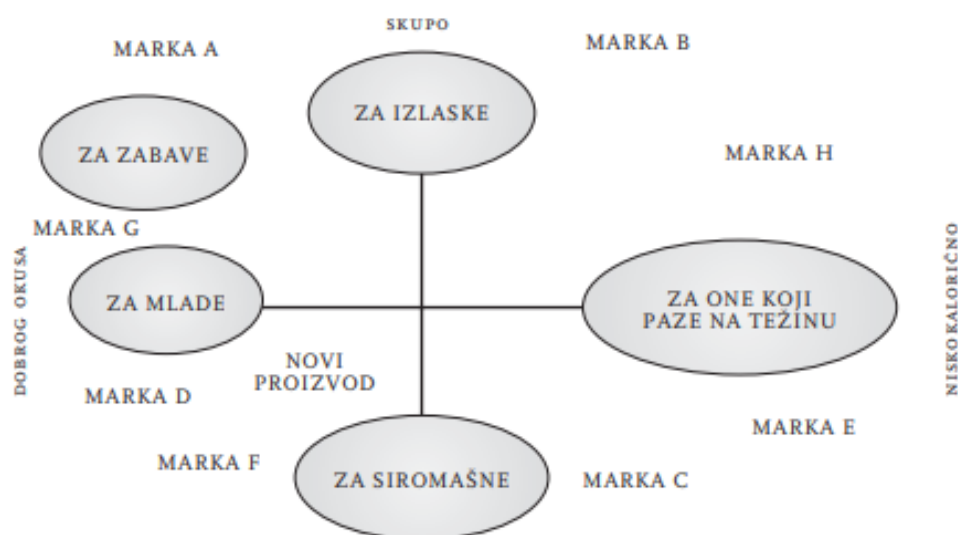 SKUPO
MARKA A
MARKA B
ZA IZLASKE
ZA ZABAVE
MARKA H
MARKA G
DOBROG OKUSA
ZA MLADE
ZA ONE KOJI
PAZE NA TEŽINU
NISKOKALORIČNO
NOVI
PROIZVOD
MARKA D
MARKA E
MARKA F
ZA SIROMAŠNE
MARKA C